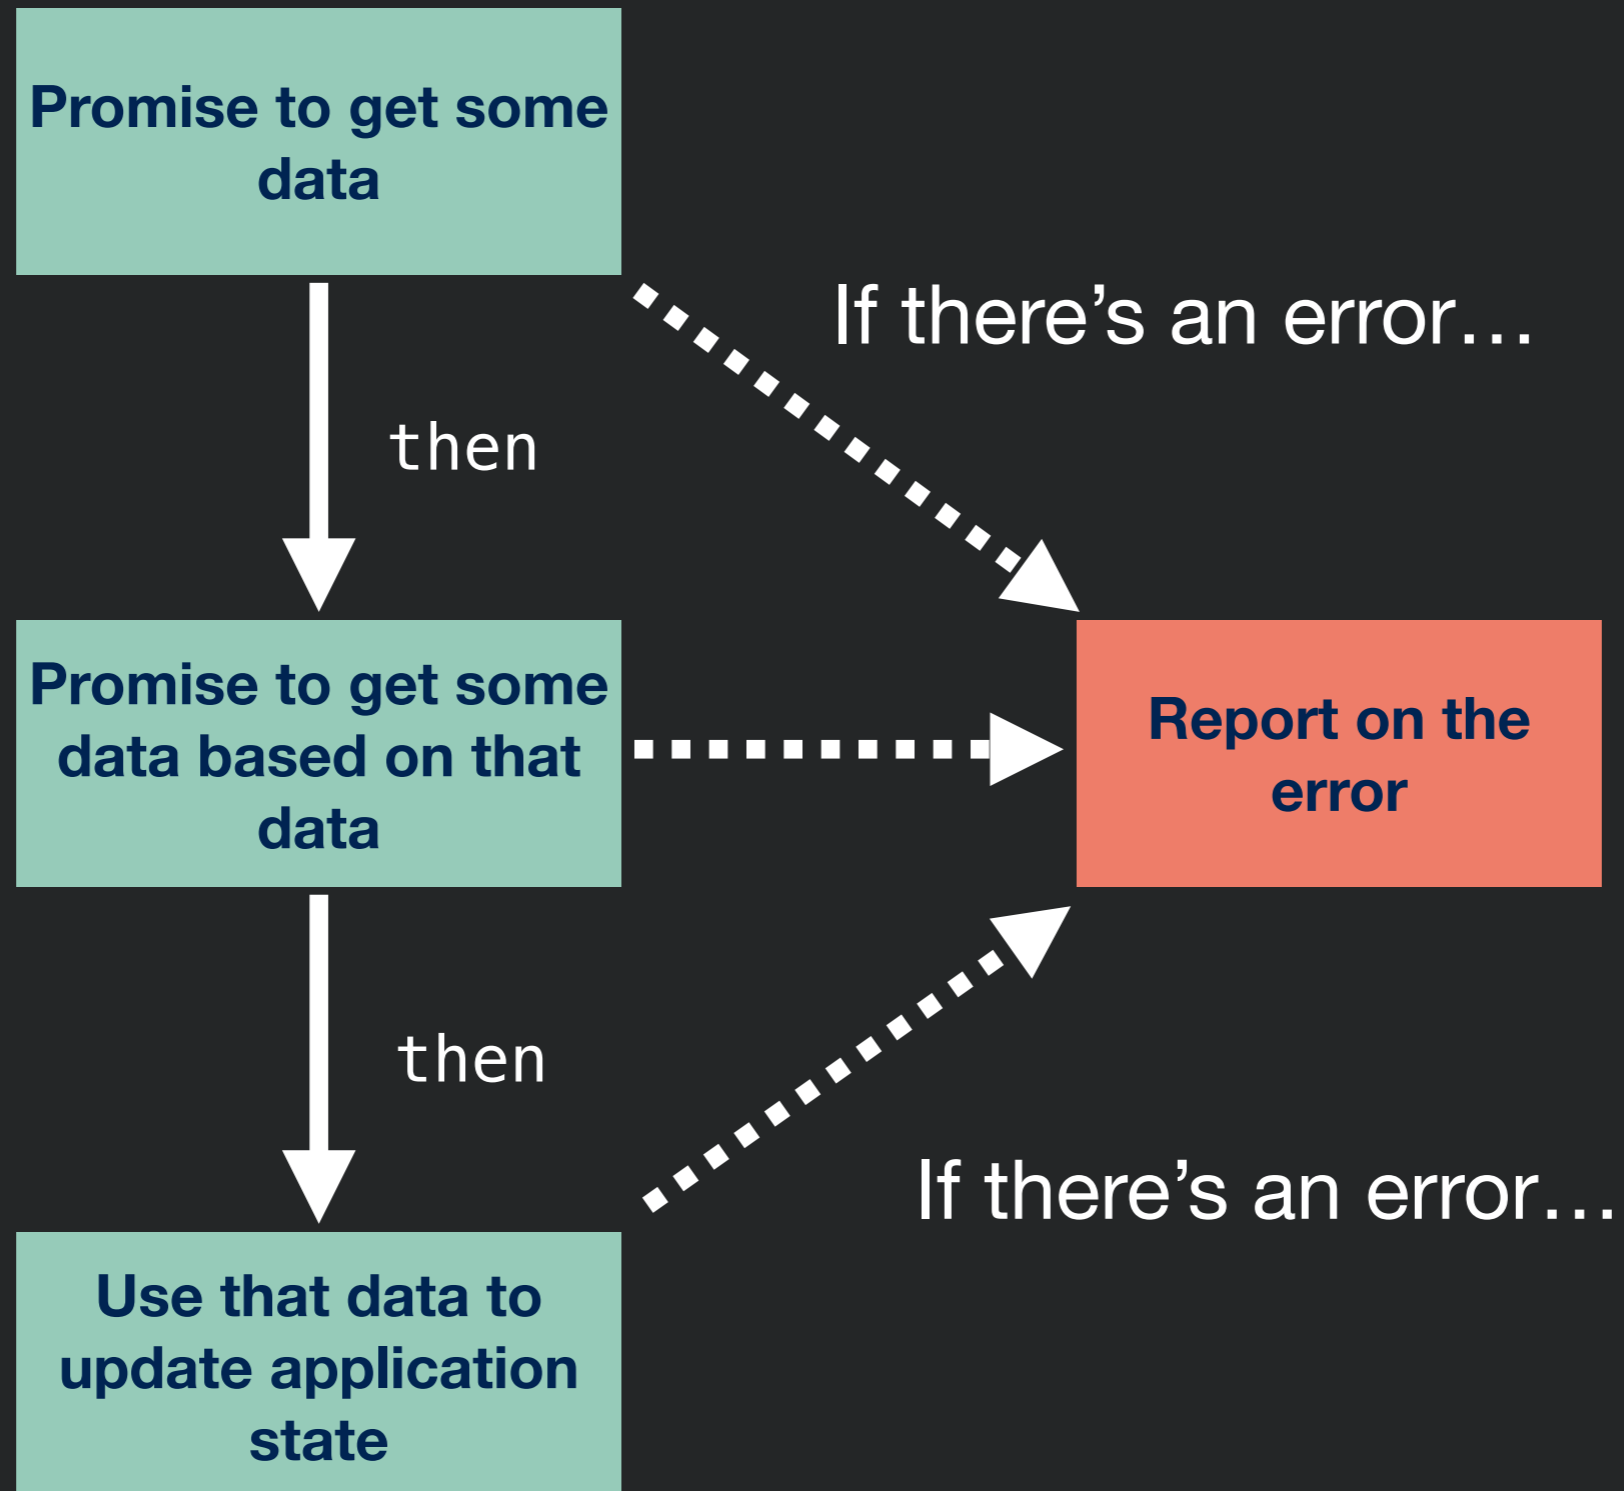 Promise to get some
data
If there’s an error…
then
Promise to get some
data based on that
data
Report on the
error
then
If there’s an error…
Use that data to
update application
state